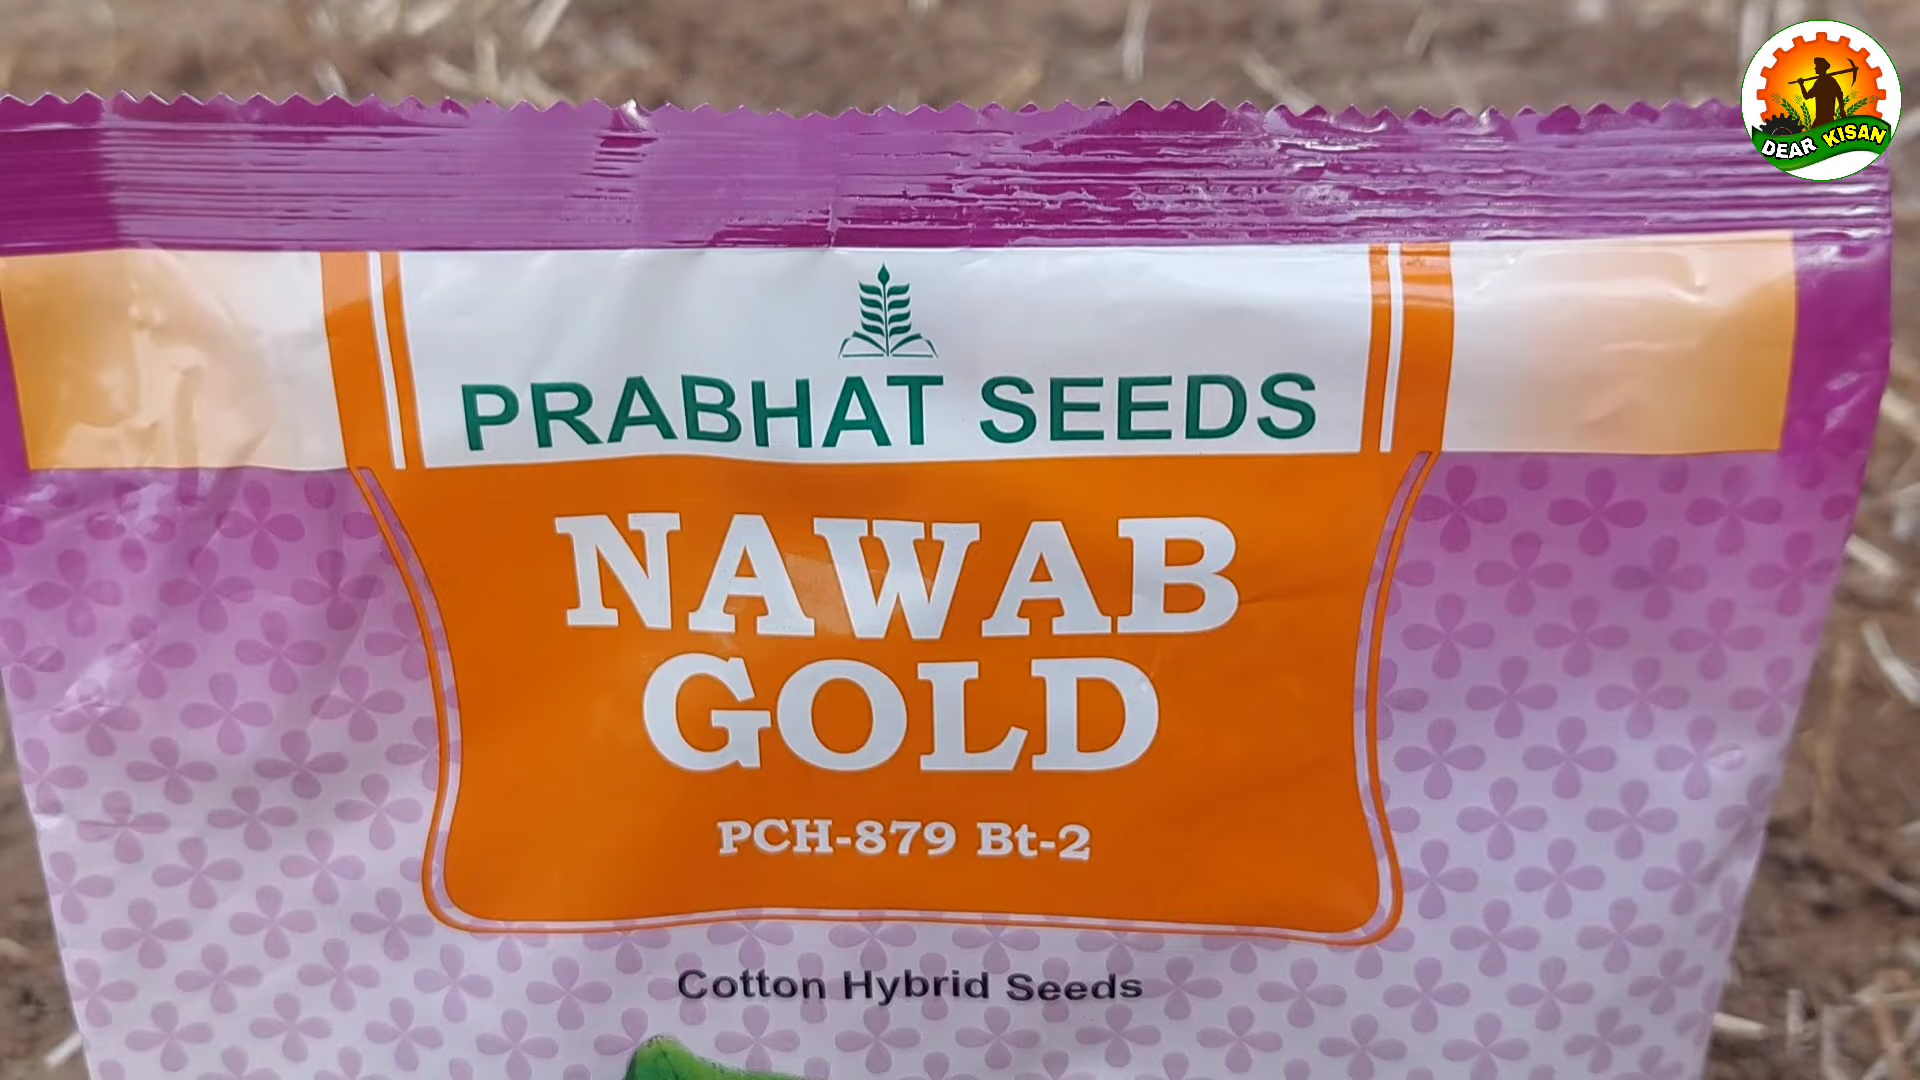 DEAR KISAN
PRABHAT SEEDS
NAWAB
GOLD
PCH-879 Bt-2
Cotton Hybrid Seeds